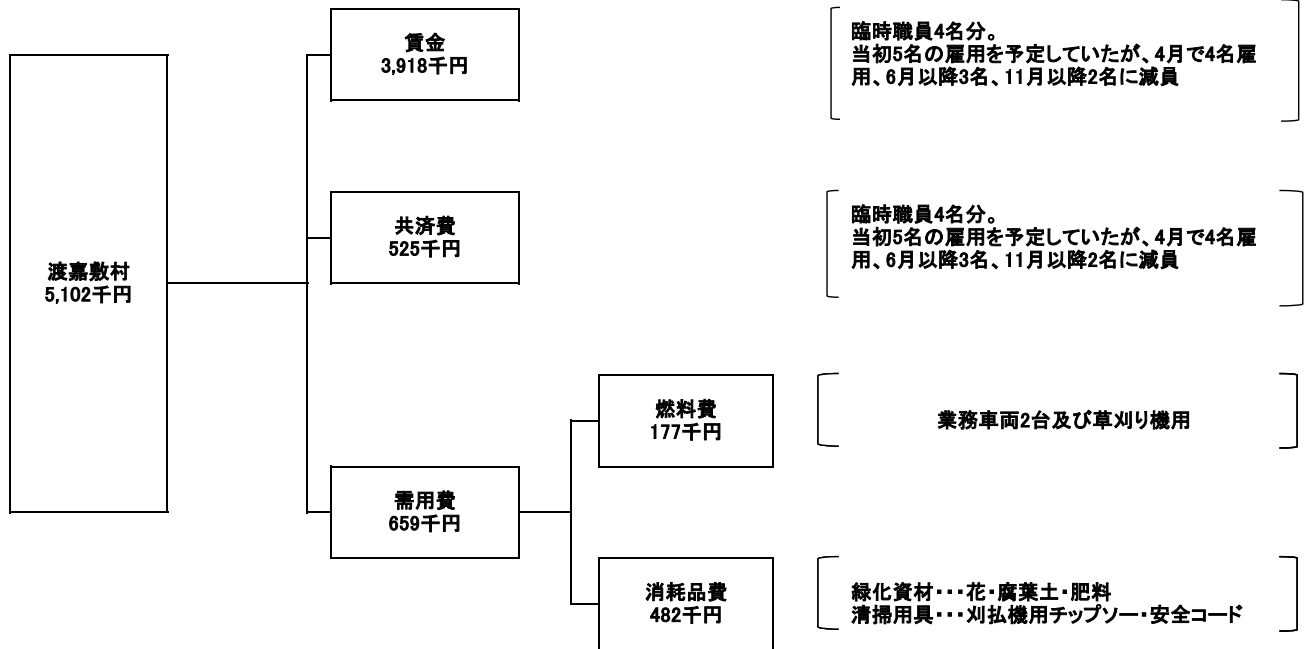 渡嘉敷村
5,102千円
賃金
3,918千円
臨時職員4名分。
当初5名の雇用を予定していたが、4月で4名雇
用、6月以降3名、11月以降2名に減員
共済費
525千円
臨時職員4名分。
当初5名の雇用を予定していたが、4月で4名雇
用、6月以降3名、11月以降2名に減員
需用費
659千円
燃料費
177千円
業務車両2台及び草刈り機用
消耗品費
482千円
緑化資材・・・花・腐葉土・肥料
清掃用具・・・刈払機用チップソー・安全コード